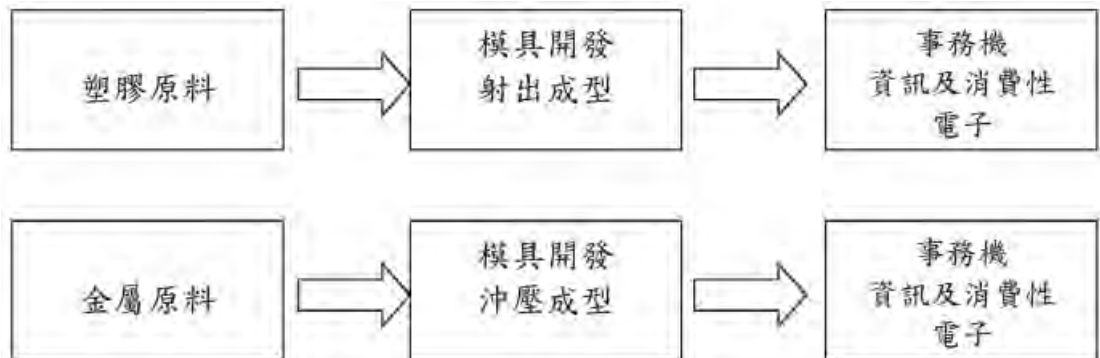 塑膠原料
模具開發
射出成型
事務機
資訊及消費性
電子
金屬原料
模具開發
沖壓成型
事務機
資訊及消費性
電子